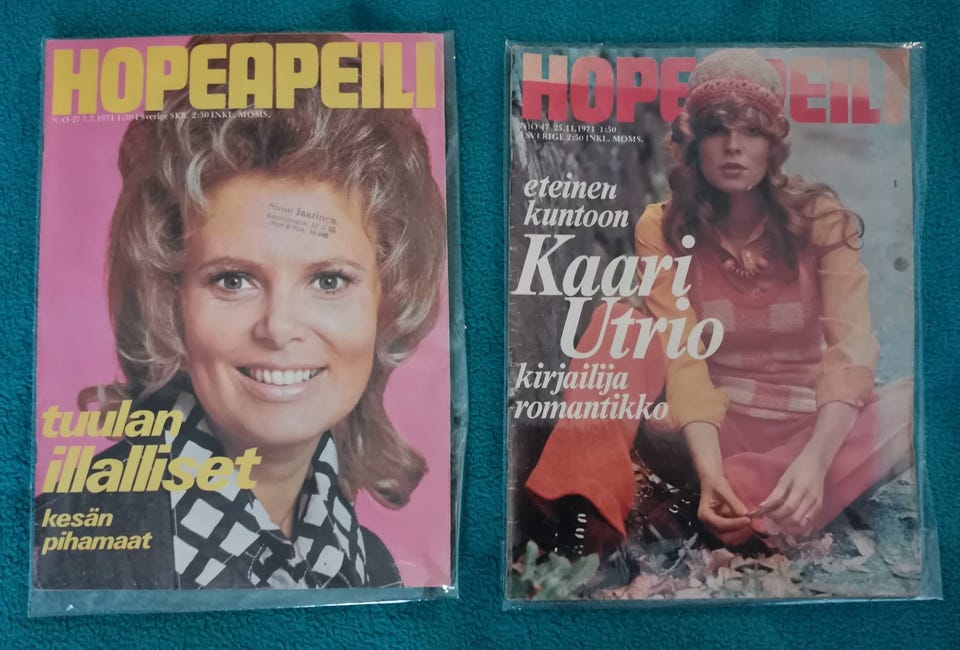 HOPEAPEILI
N:O 27 7.7.1971 1:50 I Sverige SKR. 2:50 INKL. MOMS.
Jaatinen
tuulan
illalliset
kesän
pihamaat
HOPEAPEILI
N:O 47 25.11.1971 1:50
I SVERIGE 2:50 INKL. MOMS.
eteinen
kuntoon
Kaari
Utrio
kirjailija
romantikko